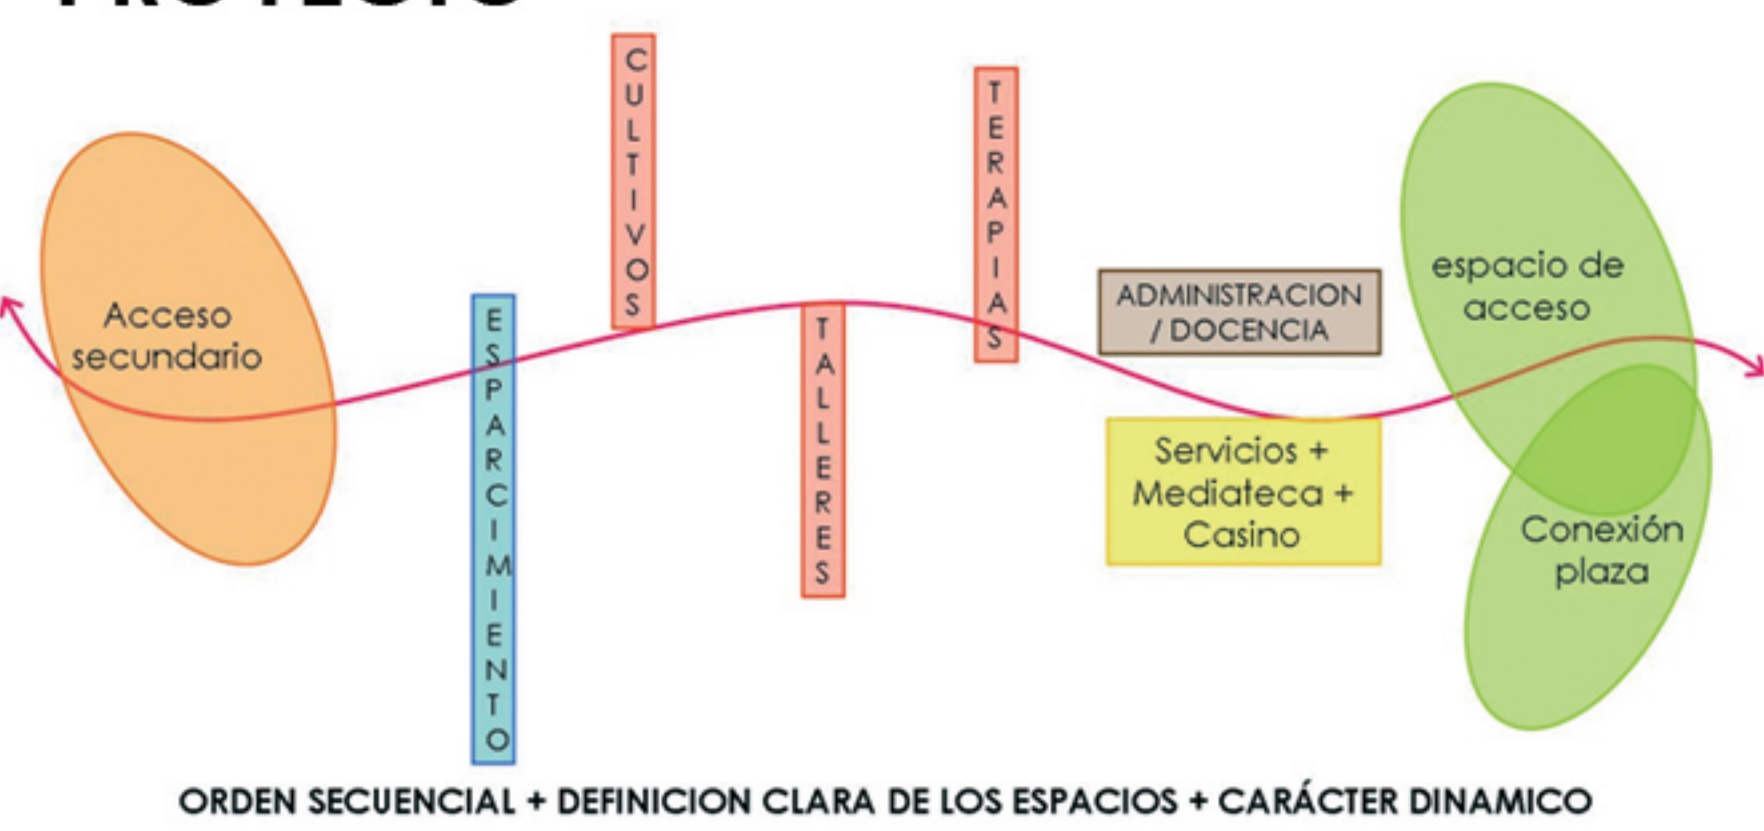 PROYECTO
CULTIVOS
TERAPIAS
Acceso
secundario
ESPARCIMIENTO
TALLERES
ADMINISTRACION
/ DOCENCIA
Servicios +
Mediateca +
Casino
espacio de
acceso
Conexión
plaza
ORDEN SECUENCIAL + DEFINICION CLARA DE LOS ESPACIOS + CARÁCTER DINAMICO